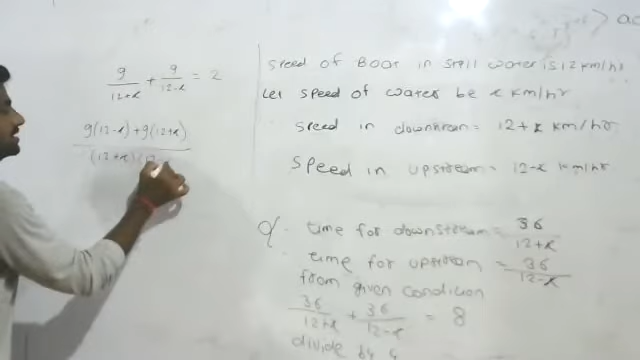 9/12+x + 9/12-x = 2
9(12-x)+9(12+x)
(12+x)(12
Speed of Boat in still water is 12 km/hr
Let speed of water be x km/hr
speed in downstream = 12+x km/hr
speed in upstream = 12-x km/hr
time for downstream = 36/12+x
time for upstream = 36/12-x
from given condition
36/12+x + 36/12-x = 8
divide by 4